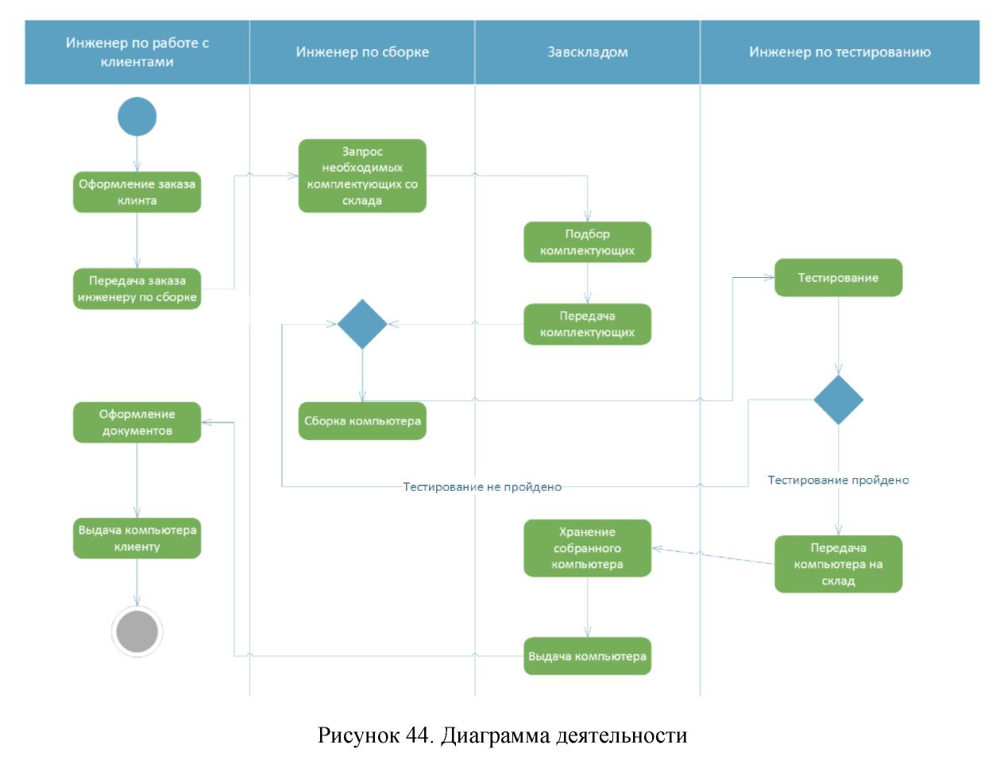 Инженер по работе с
клиентами
Инженер по сборке
Завскладом
Инженер по тестированию
Оформление заказа
клинта
Передача заказа
инженеру по сборке
Запрос
необходимых
комплектующих со
склада
Подбор
комплектующих
Передача
комплектующих
Тестирование
Сборка компьютера
Оформление
документов
Тестирование не пройдено
Тестирование пройдено
Выдача компьютера
клиенту
Хранение
собранного
компьютера
Передача
компьютера на
склад
Выдача компьютера
Рисунок 44. Диаграмма деятельности